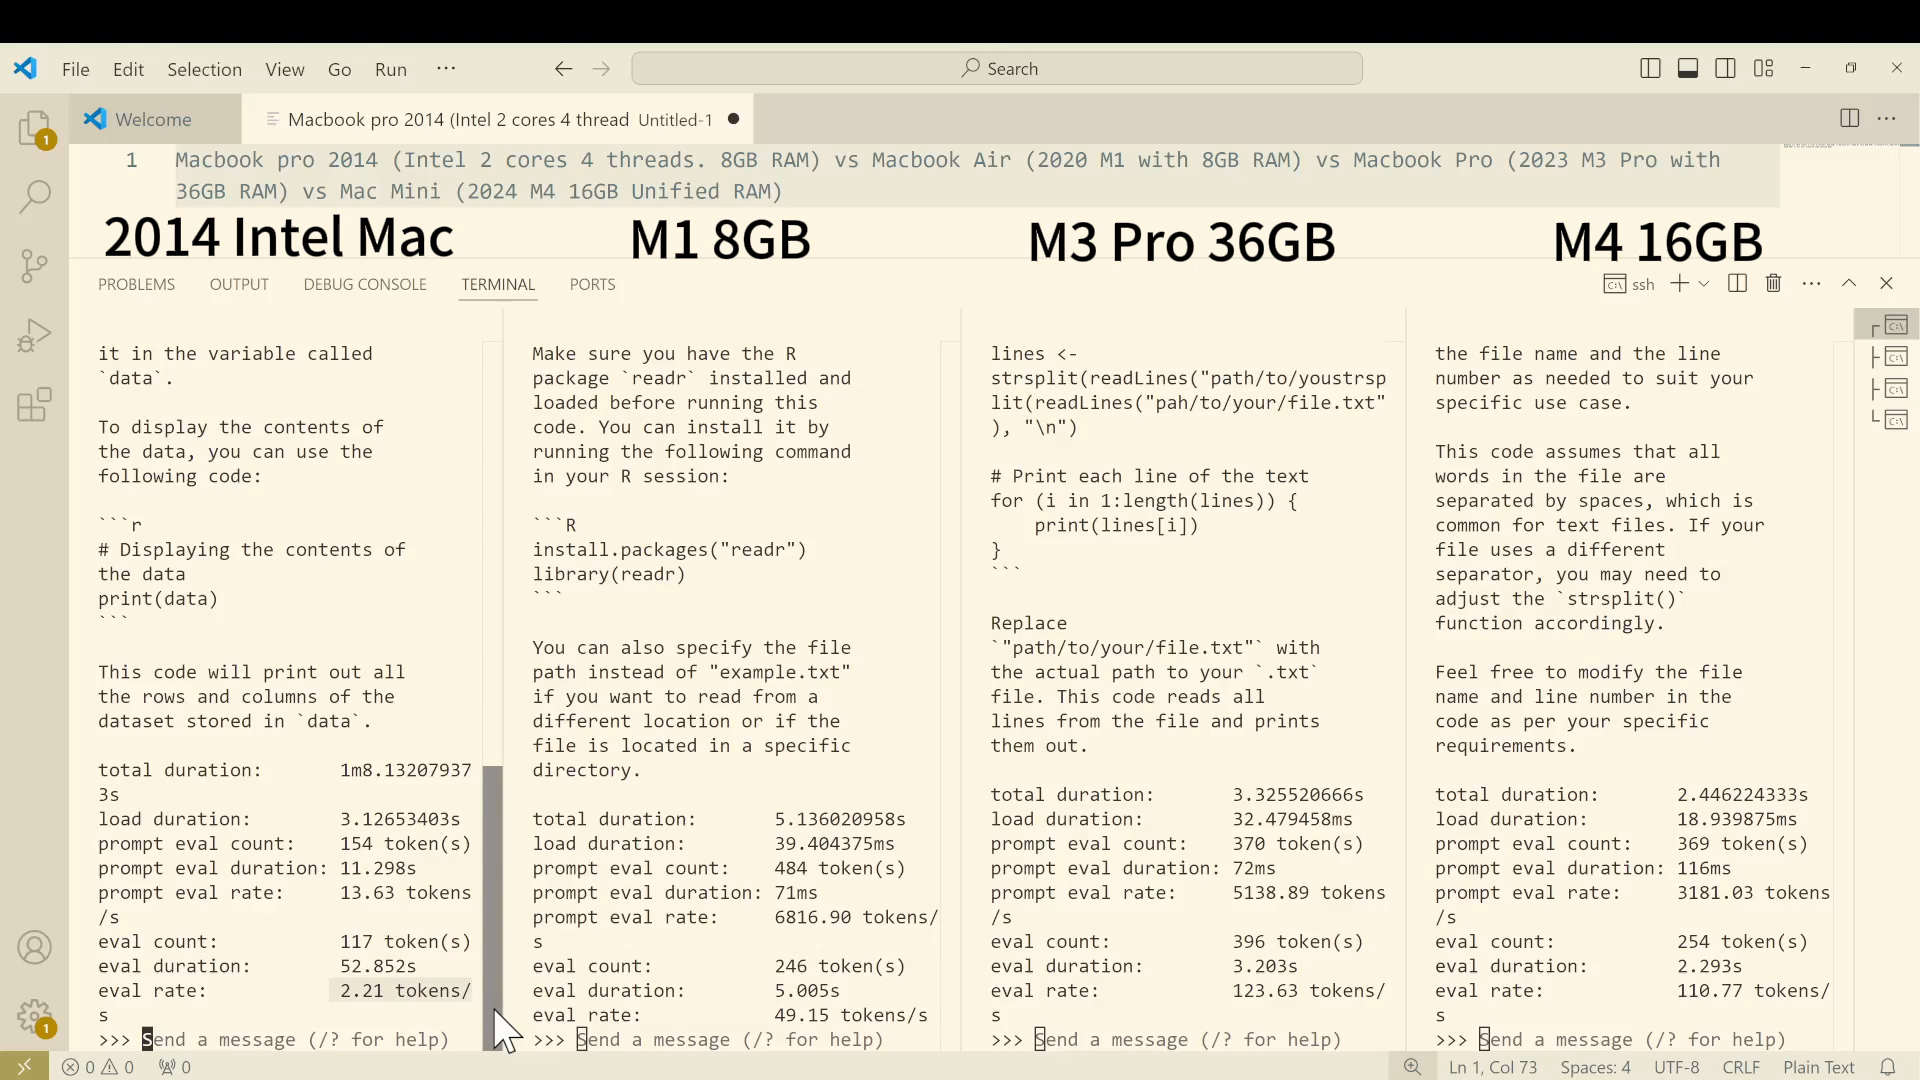 File Edit Selection View Go Run ··· Search
Welcome Macbook pro 2014 (Intel 2 cores 4 thread Untitled-1
1 Macbook pro 2014 (Intel 2 cores 4 threads. 8GB RAM) vs Macbook Air (2020 M1 with 8GB RAM) vs Macbook Pro (2023 M3 Pro with
36GB RAM) vs Mac Mini (2024 M4 16GB Unified RAM)
2014 Intel Mac M1 8GB M3 Pro 36GB M4 16GB
PROBLEMS OUTPUT DEBUG CONSOLE TERMINAL PORTS ssh
it in the variable called
`data`.
To display the contents of
the data, you can use the
following code:
```r
# Displaying the contents of
the data
print(data)
```
This code will print out all
the rows and columns of the
dataset stored in `data`.
total duration: 1m8.13207937
3s
load duration: 3.12653403s
prompt eval count: 154 token(s)
prompt eval duration: 11.298s
prompt eval rate: 13.63 tokens
/s
eval count: 117 token(s)
eval duration: 52.852s
eval rate: 2.21 tokens/
s
>>> Send a message (/? for help)
Make sure you have the R
package `readr` installed and
loaded before running this
code. You can install it by
running the following command
in your R session:
```R
install.packages("readr")
library(readr)
```
You can also specify the file
path instead of "example.txt"
if you want to read from a
different location or if the
file is located in a specific
directory.
total duration: 5.136020958s
load duration: 39.404375ms
prompt eval count: 484 token(s)
prompt eval duration: 71ms
prompt eval rate: 6816.90 tokens/
s
eval count: 246 token(s)
eval duration: 5.005s
eval rate: 49.15 tokens/s
>>> Send a message (/? for help)
lines <-
strsplit(readLines("path/to/youstrsp
lit(readLines("pah/to/your/file.txt"
), "\n")
# Print each line of the text
for (i in 1:length(lines)) {
print(lines[i])
}
```
Replace
`"path/to/your/file.txt"` with
the actual path to your `.txt`
file. This code reads all
lines from the file and prints
them out.
total duration: 3.325520666s
load duration: 32.479458ms
prompt eval count: 370 token(s)
prompt eval duration: 72ms
prompt eval rate: 5138.89 tokens
/s
eval count: 396 token(s)
eval duration: 3.203s
eval rate: 123.63 tokens/
s
>>> Send a message (/? for help)
the file name and the line
number as needed to suit your
specific use case.
This code assumes that all
words in the file are
separated by spaces, which is
common for text files. If your
file uses a different
separator, you may need to
adjust the `strsplit()`
function accordingly.
Feel free to modify the file
name and line number in the
code as per your specific
requirements.
total duration: 2.446224333s
load duration: 18.939875ms
prompt eval count: 369 token(s)
prompt eval duration: 116ms
prompt eval rate: 3181.03 tokens
/s
eval count: 254 token(s)
eval duration: 2.293s
eval rate: 110.77 tokens/
s
>>> Send a message (/? for help)
1
1
0 0 0 Ln 1, Col 73 Spaces: 4 UTF-8 CRLF Plain Text